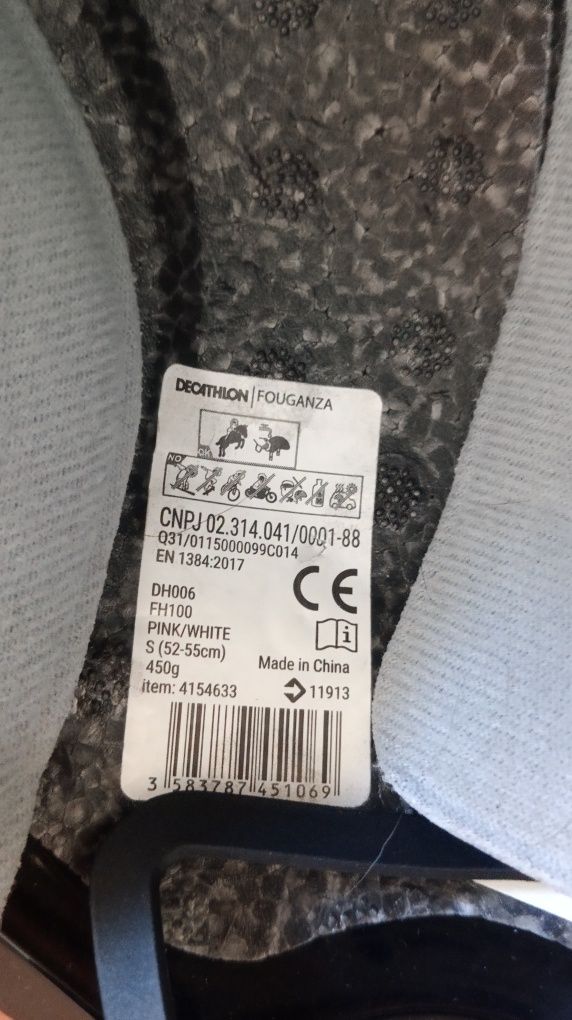 DECATHLON | FOUGANZA
OK
NO
CNPJ 02.314.041/0001-88
Q31/0115000099C014
EN 1384:2017
CE
DH006
FH100
PINK/WHITE
S (52-55cm)
450g
Made in China
item: 4154633
11913
3 583787 451069